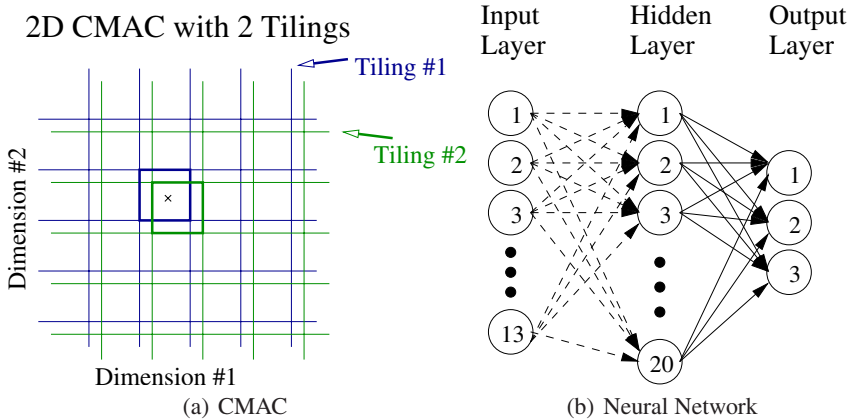 2D CMAC with 2 Tilings
Tiling #1
Tiling #2
Dimension #2
Dimension #1
(a) CMAC
Input
Layer
Hidden
Layer
Output
Layer
1
2
3
13
1
2
3
20
1
2
3
(b) Neural Network